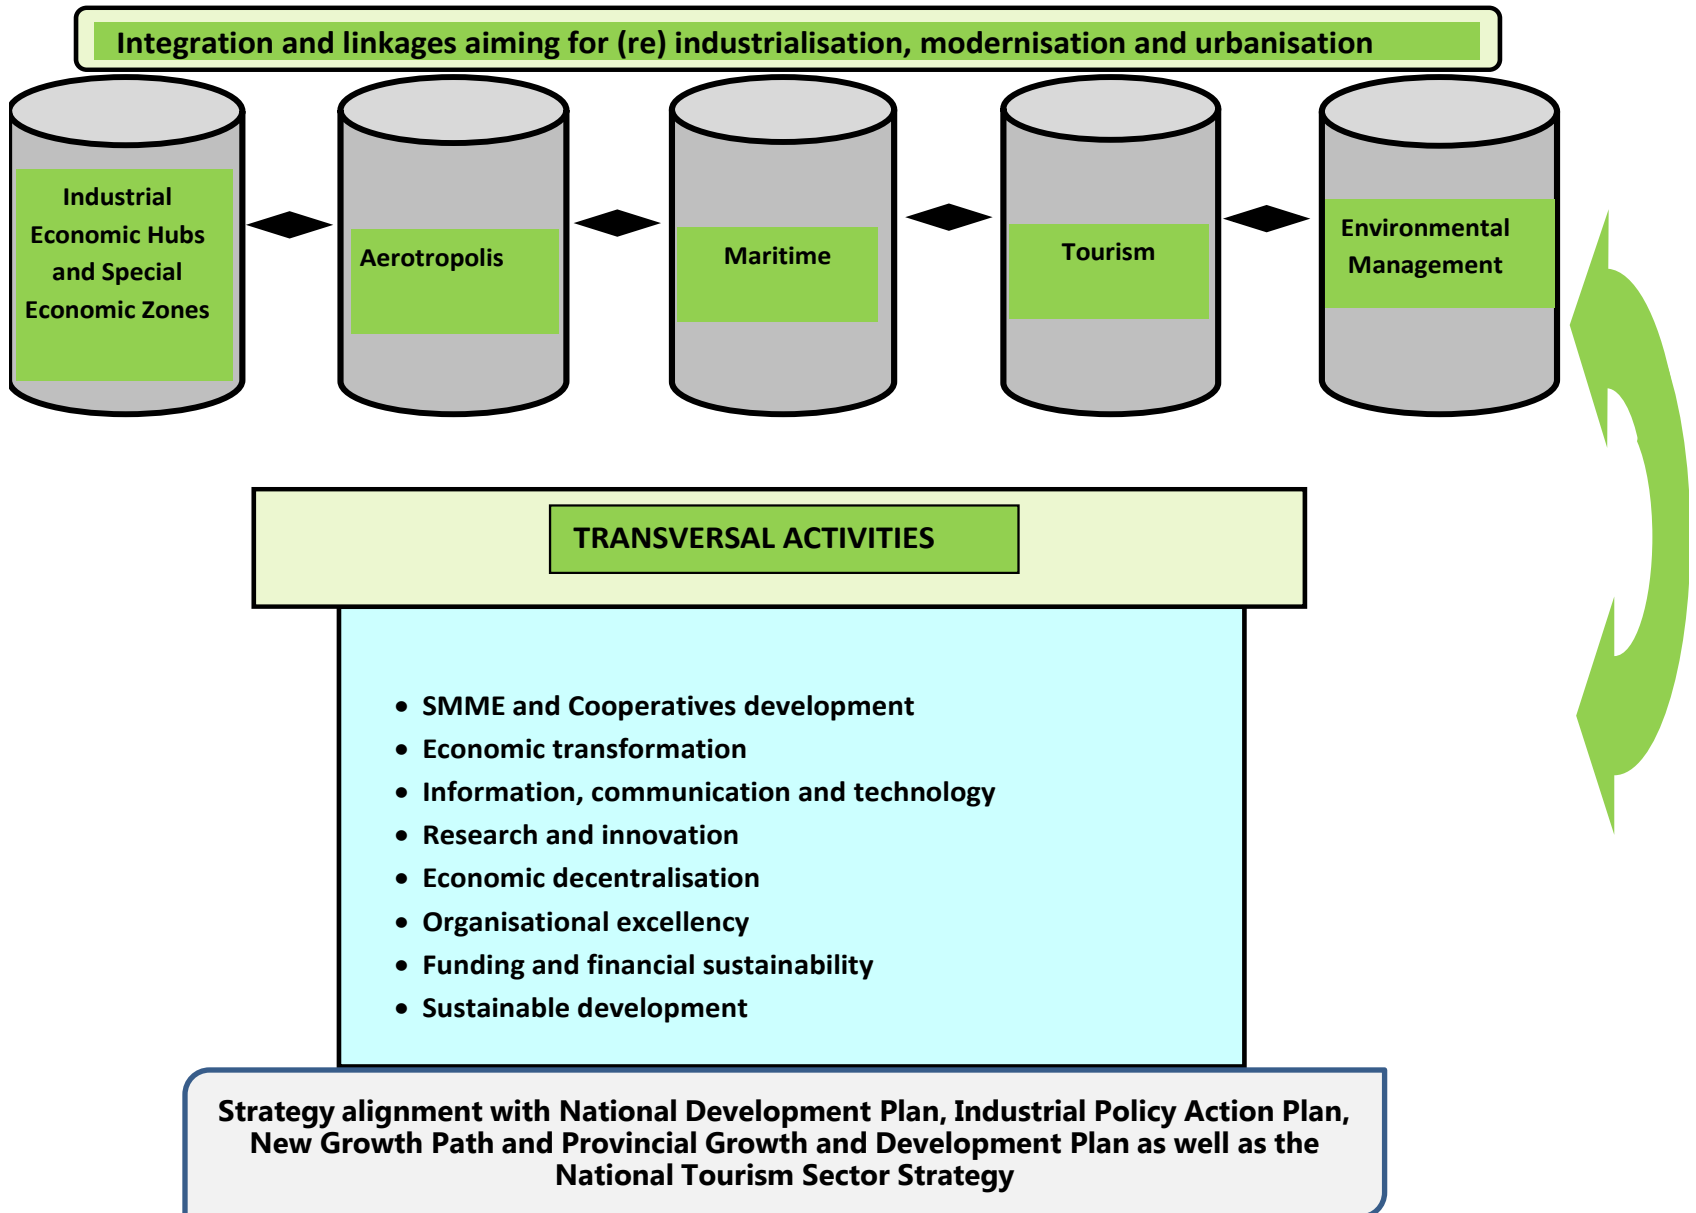 Integration and linkages aiming for (re) industrialisation, modernisation and urbanisation
Industrial
Economic Hubs
and Special
Economic Zones
Aerotropolis
Maritime
Tourism
Environmental
Management
TRANSVERSAL ACTIVITIES
• SMME and Cooperatives development
• Economic transformation
• Information, communication and technology
• Research and innovation
• Economic decentralisation
• Organisational excellency
• Funding and financial sustainability
• Sustainable development
Strategy alignment with National Development Plan, Industrial Policy Action Plan,
New Growth Path and Provincial Growth and Development Plan as well as the
National Tourism Sector Strategy